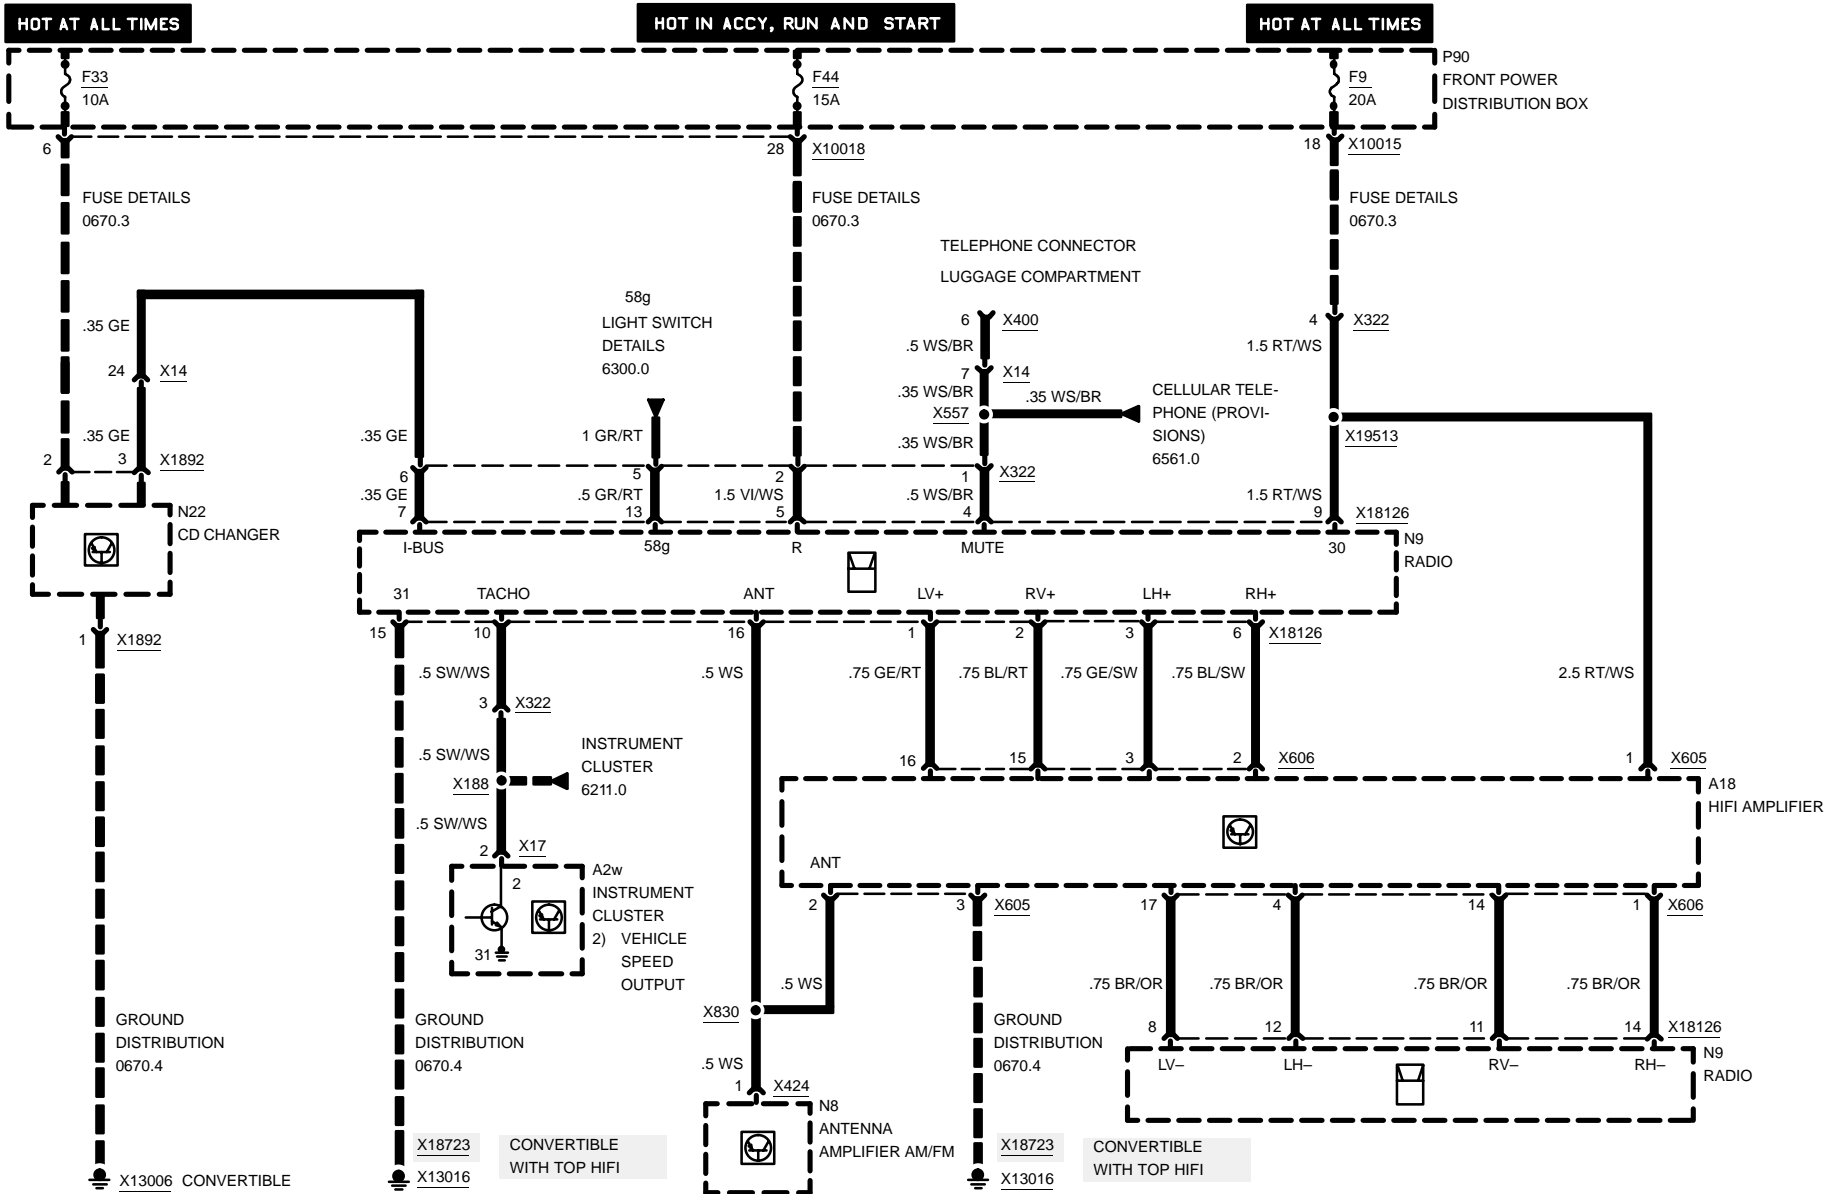 HOT AT ALL TIMES
HOT IN ACCY, RUN AND START
HOT AT ALL TIMES
F33
10A
F44
15A
F9
20A
P90
FRONT POWER
DISTRIBUTION BOX
6
28
X10018
18
X10015
FUSE DETAILS
0670.3
FUSE DETAILS
0670.3
FUSE DETAILS
0670.3
TELEPHONE CONNECTOR
LUGGAGE COMPARTMENT
58g
LIGHT SWITCH
DETAILS
6300.0
.35 GE
24
X14
.35 GE
2
3
X1892
6
X400
.5 WS/BR
7
X14
.35 WS/BR
.35 WS/BR
X557
.35 WS/BR
CELLULAR TELE-
PHONE (PROVI-
SIONS)
6561.0
4
X322
1.5 RT/WS
X19513
.35 GE
1 GR/RT
6
5
2
1
X322
.35 GE
.5 GR/RT
1.5 VI/WS
.5 WS/BR
1.5 RT/WS
7
13
5
4
9
X18126
N22
CD CHANGER
I-BUS
58g
R
MUTE
30
N9
RADIO
31
TACHO
ANT
LV+
RV+
LH+
RH+
1
X1892
15
10
16
1
2
3
6
X18126
.5 SW/WS
.5 WS
.75 GE/RT
.75 BL/RT
.75 GE/SW
.75 BL/SW
2.5 RT/WS
3
X322
.5 SW/WS
X188
INSTRUMENT
CLUSTER
6211.0
.5 SW/WS
2
X17
16
15
3
2
X606
1
X605
A18
HIFI AMPLIFIER
ANT
2
31
A2w
INSTRUMENT
CLUSTER
2) VEHICLE
SPEED
OUTPUT
2
3
X605
17
4
14
1
X606
.5 WS
.75 BR/OR
.75 BR/OR
.75 BR/OR
.75 BR/OR
X830
GROUND
DISTRIBUTION
0670.4
GROUND
DISTRIBUTION
0670.4
GROUND
DISTRIBUTION
0670.4
8
12
11
14
X18126
LV–
LH–
RV–
RH–
N9
RADIO
.5 WS
1
X424
N8
ANTENNA
AMPLIFIER AM/FM
X13006 CONVERTIBLE
X18723
X13016
CONVERTIBLE
WITH TOP HIFI
X18723
X13016
CONVERTIBLE
WITH TOP HIFI